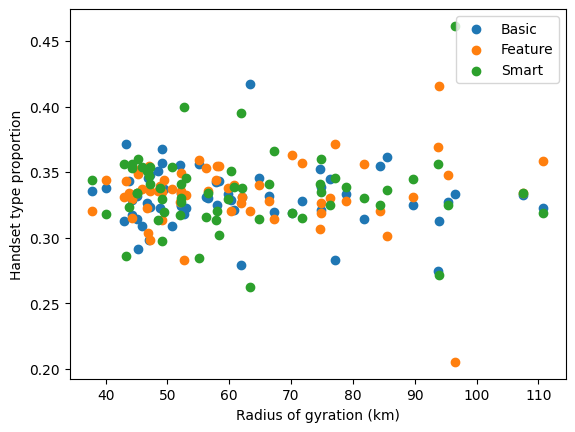 Basic
Feature
Smart
0.45
0.40
0.35
0.30
0.25
0.20
Handset type proportion
40 50 60 70 80 90 100 110
Radius of gyration (km)